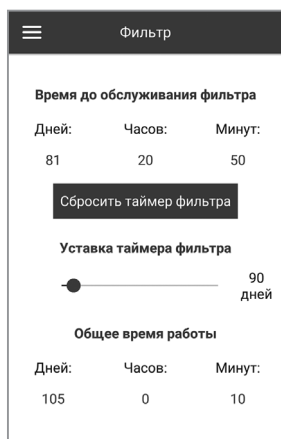 Фильтр
Время до обслуживания фильтра
Дней: Часов: Минут:
81 20 50
Сбросить таймер фильтра
Уставка таймера фильтра
90
дней
Общее время работы
Дней: Часов: Минут:
105 0 10